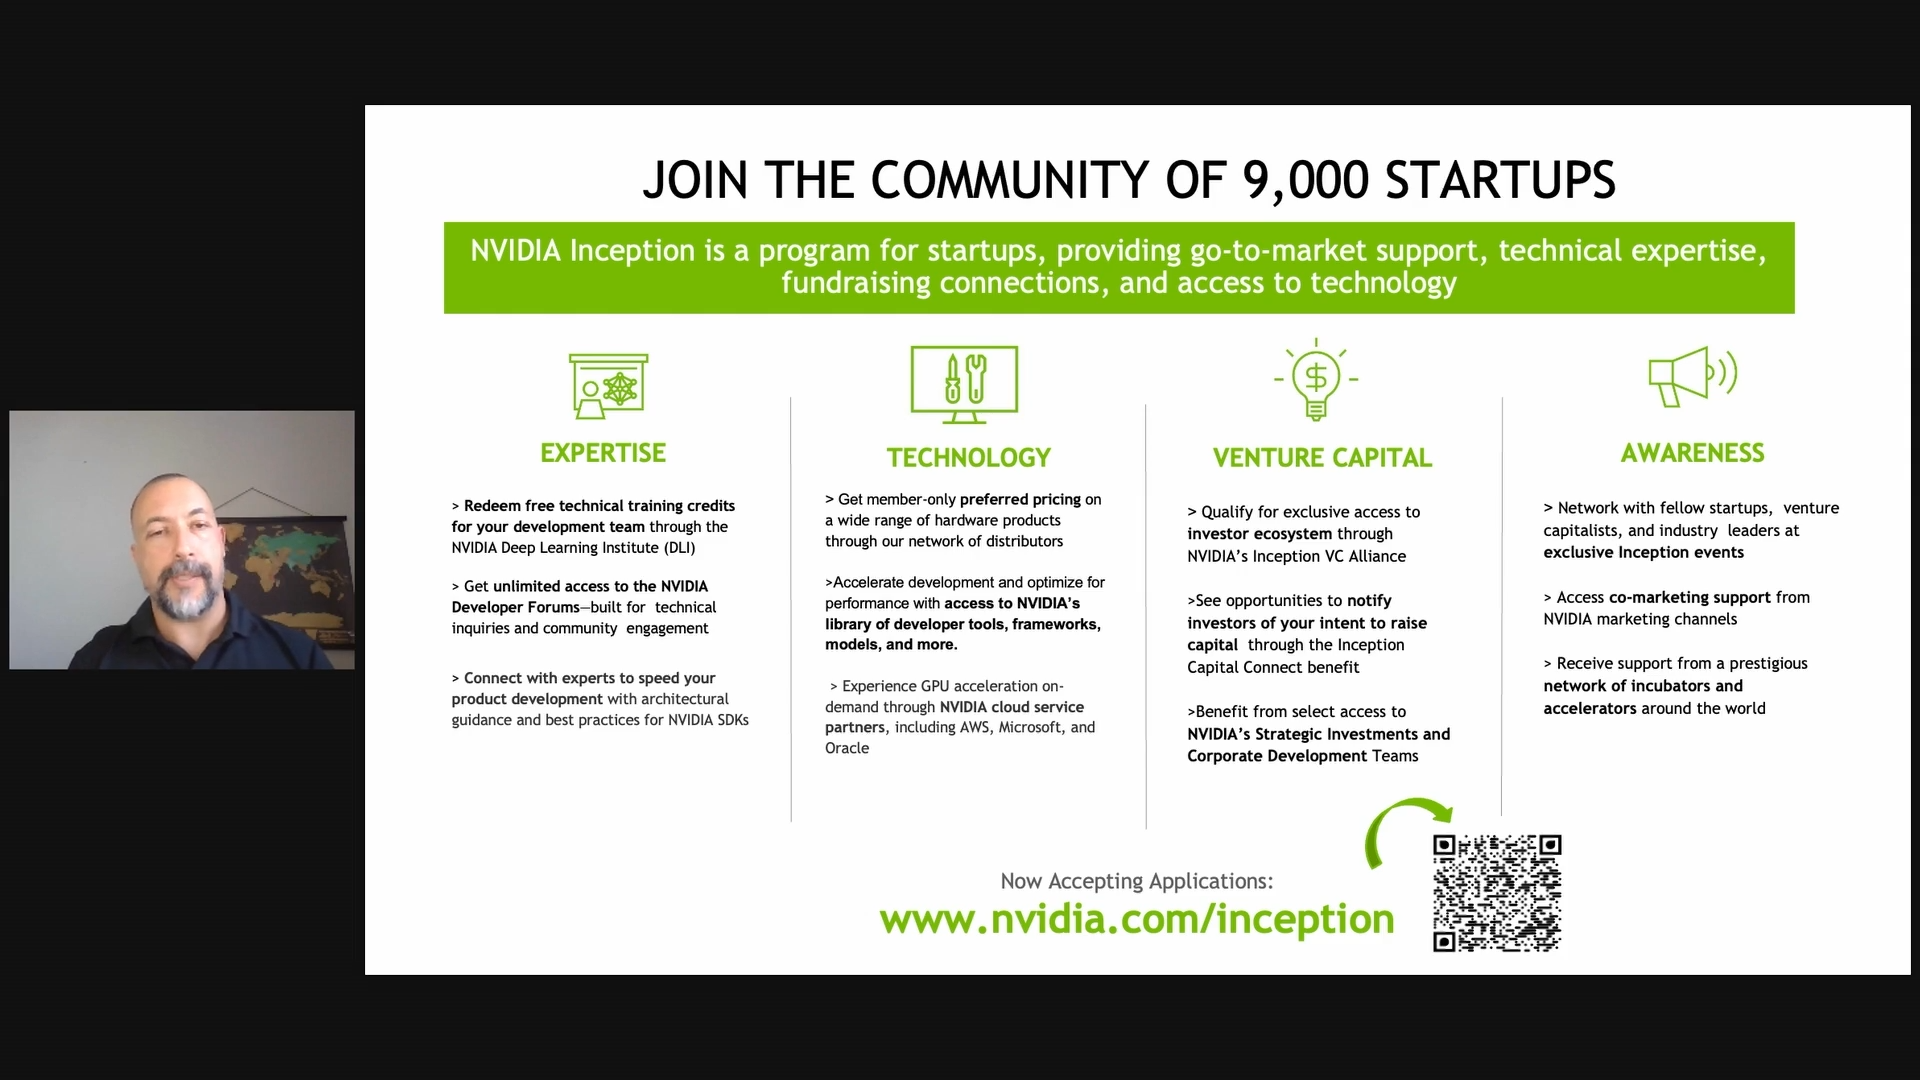 JOIN THE COMMUNITY OF 9,000 STARTUPS
NVIDIA Inception is a program for startups, providing go-to-market support, technical expertise,
fundraising connections, and access to technology
EXPERTISE
> Redeem free technical training credits
for your development team through the
NVIDIA Deep Learning Institute (DLI)
> Get unlimited access to the NVIDIA
Developer Forums—built for technical
inquiries and community engagement
> Connect with experts to speed your
product development with architectural
guidance and best practices for NVIDIA SDKs
TECHNOLOGY
> Get member-only preferred pricing on
a wide range of hardware products
through our network of distributors
>Accelerate development and optimize for
performance with access to NVIDIA's
library of developer tools, frameworks,
models, and more.
> Experience GPU acceleration on-
demand through NVIDIA cloud service
partners, including AWS, Microsoft, and
Oracle
VENTURE CAPITAL
> Qualify for exclusive access to
investor ecosystem through
NVIDIA's Inception VC Alliance
>See opportunities to notify
investors of your intent to raise
capital through the Inception
Capital Connect benefit
>Benefit from select access to
NVIDIA's Strategic Investments and
Corporate Development Teams
AWARENESS
> Network with fellow startups, venture
capitalists, and industry leaders at
exclusive Inception events
> Access co-marketing support from
NVIDIA marketing channels
> Receive support from a prestigious
network of incubators and
accelerators around the world
Now Accepting Applications:
www.nvidia.com/inception